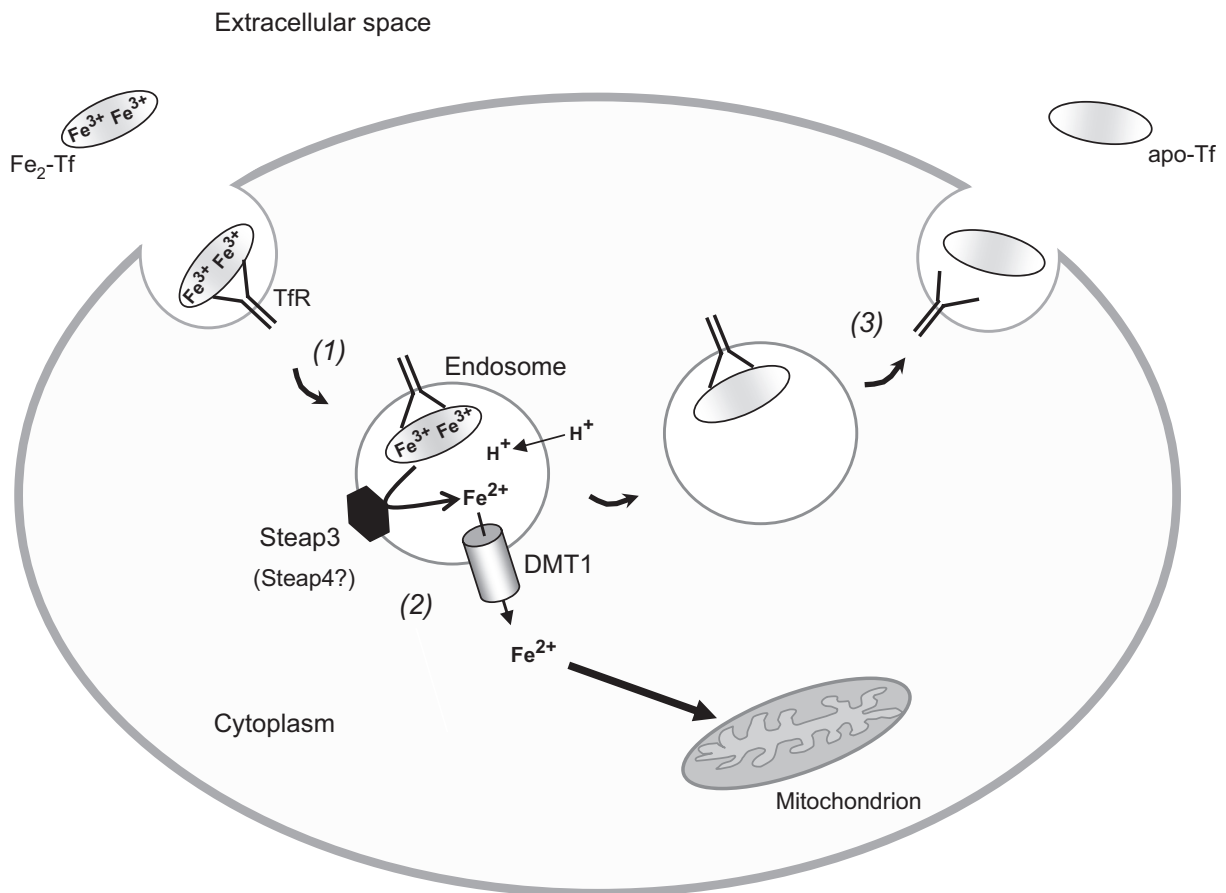 Extracellular space
Fe³⁺ Fe³⁺
Fe₂-Tf
apo-Tf
Fe³⁺ Fe³⁺
TfR
(1)
(3)
Endosome
Fe³⁺ Fe³⁺
H⁺
H⁺
Fe²⁺
Steap3
(Steap4?)
DMT1
(2)
Fe²⁺
Cytoplasm
Mitochondrion